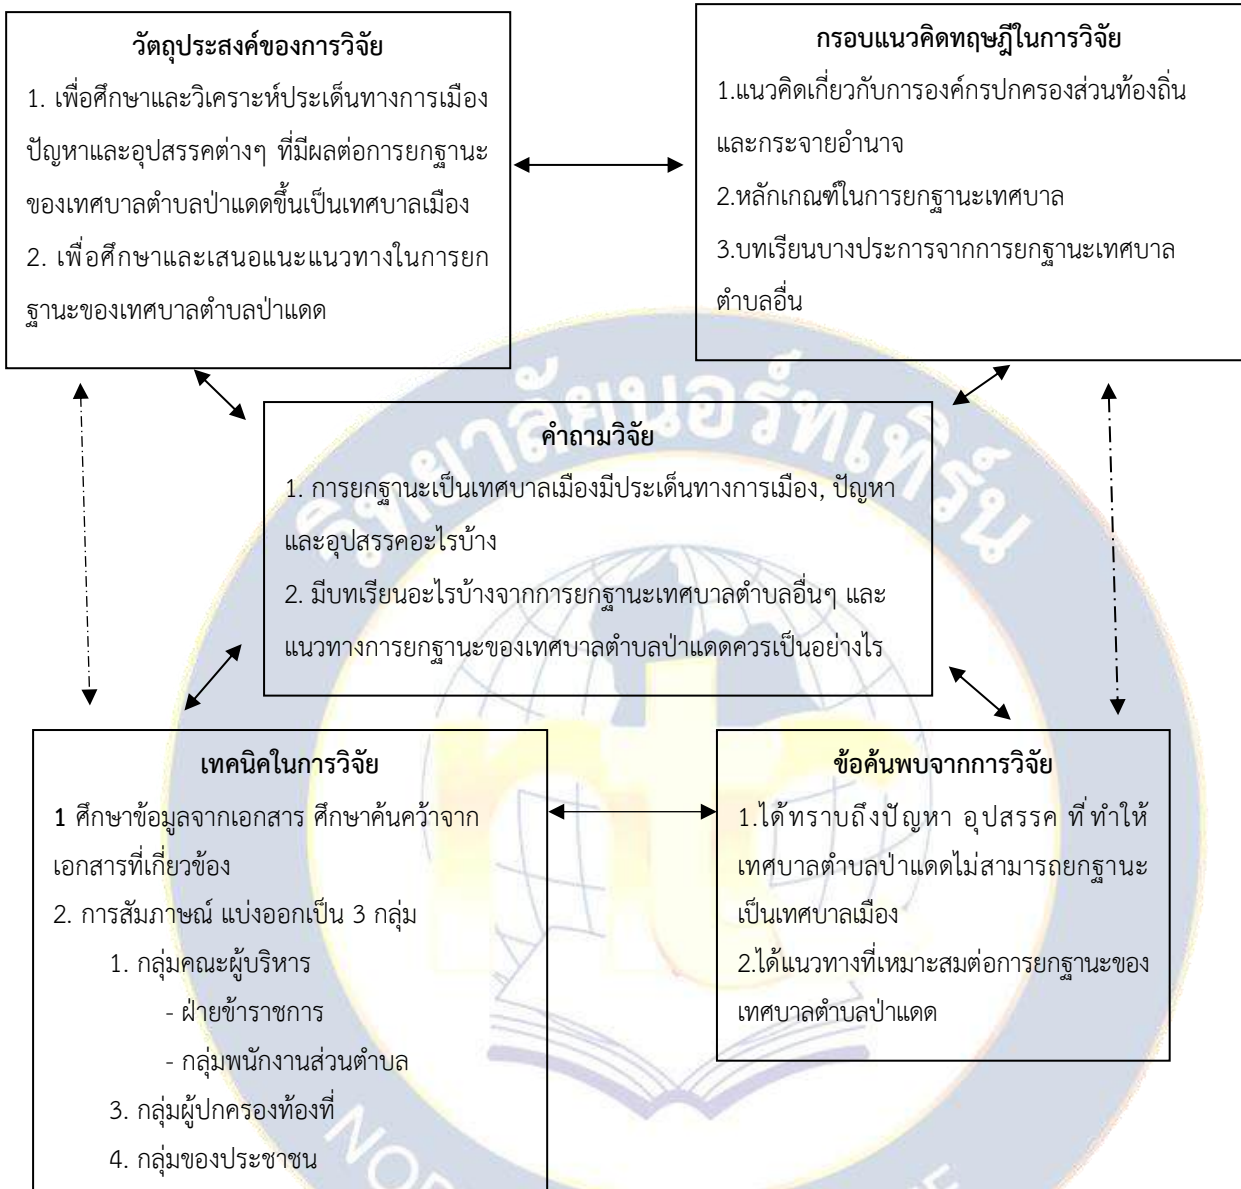 วัตถุประสงค์ของการวิจัย
1. เพื่อศึกษาและวิเคราะห์ประเด็นทางการเมือง
ปัญหาและอุปสรรคต่างๆ ที่มีผลต่อการยกฐานะ
ของเทศบาลตำบลป่าแดดขึ้นเป็นเทศบาลเมือง
2. เพื่อศึกษาและเสนอแนะแนวทางในการยก
ฐานะของเทศบาลตำบลป่าแดด
กรอบแนวคิดทฤษฎีในการวิจัย
1.แนวคิดเกี่ยวกับการองค์กรปกครองส่วนท้องถิ่น
และกระจายอำนาจ
2.หลักเกณฑ์ในการยกฐานะเทศบาล
3.บทเรียนบางประการจากการยกฐานะเทศบาล
ตำบลอื่น
วิทยาลัยนอร์ทเทิร์น
คำถามวิจัย
1. การยกฐานะเป็นเทศบาลเมืองมีประเด็นทางการเมือง, ปัญหา
และอุปสรรคอะไรบ้าง
2. มีบทเรียนอะไรบ้างจากการยกฐานะเทศบาลตำบลอื่นๆ และ
แนวทางการยกฐานะของเทศบาลตำบลป่าแดดควรเป็นอย่างไร
ntc
เทคนิคในการวิจัย
1 ศึกษาข้อมูลจากเอกสาร ศึกษาค้นคว้าจาก
เอกสารที่เกี่ยวข้อง
2. การสัมภาษณ์ แบ่งออกเป็น 3 กลุ่ม
1. กลุ่มคณะผู้บริหาร
- ฝ่ายข้าราชการ
- กลุ่มพนักงานส่วนตำบล
3. กลุ่มผู้ปกครองท้องที่
4. กลุ่มของประชาชน
ข้อค้นพบจากการวิจัย
1.ได้ทราบถึงปัญหา อุปสรรค ที่ทำให้
เทศบาลตำบลป่าแดดไม่สามารถยกฐานะ
เป็นเทศบาลเมือง
2.ได้แนวทางที่เหมาะสมต่อการยกฐานะของ
เทศบาลตำบลป่าแดด